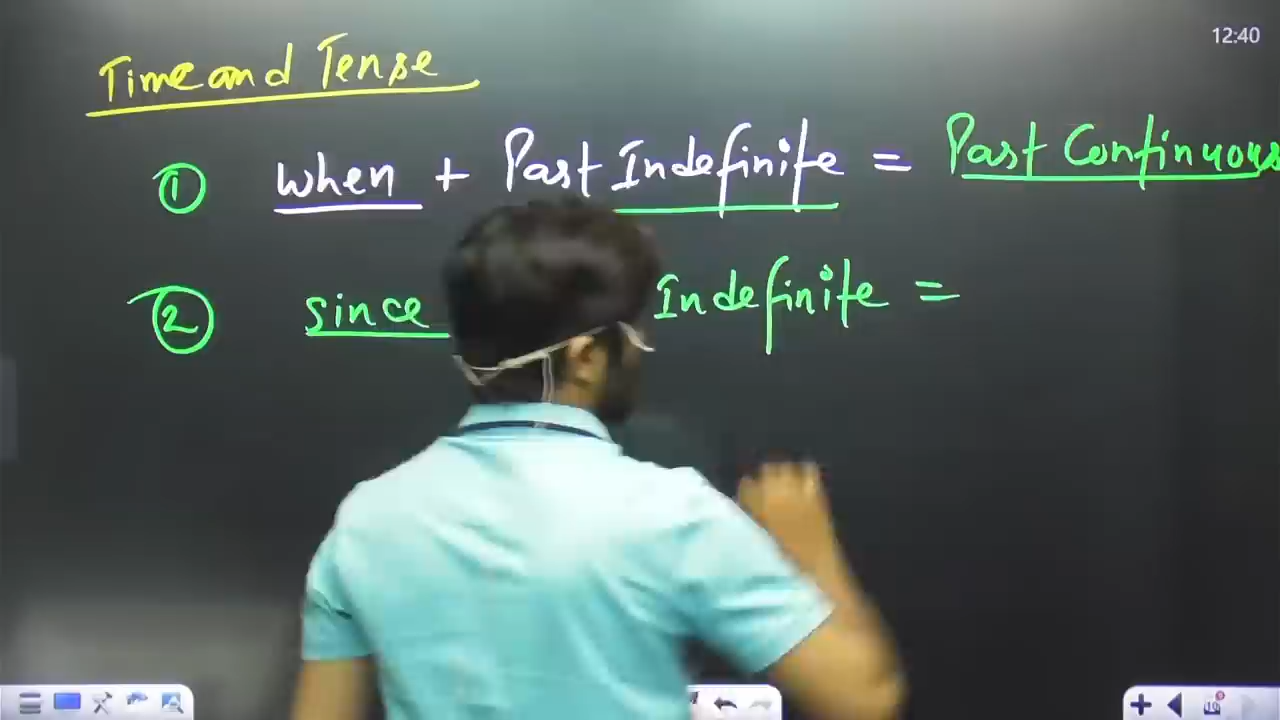 12:40
Time and Tense
① when + Past Indefinite = Past Continuous
② since Indefinite =